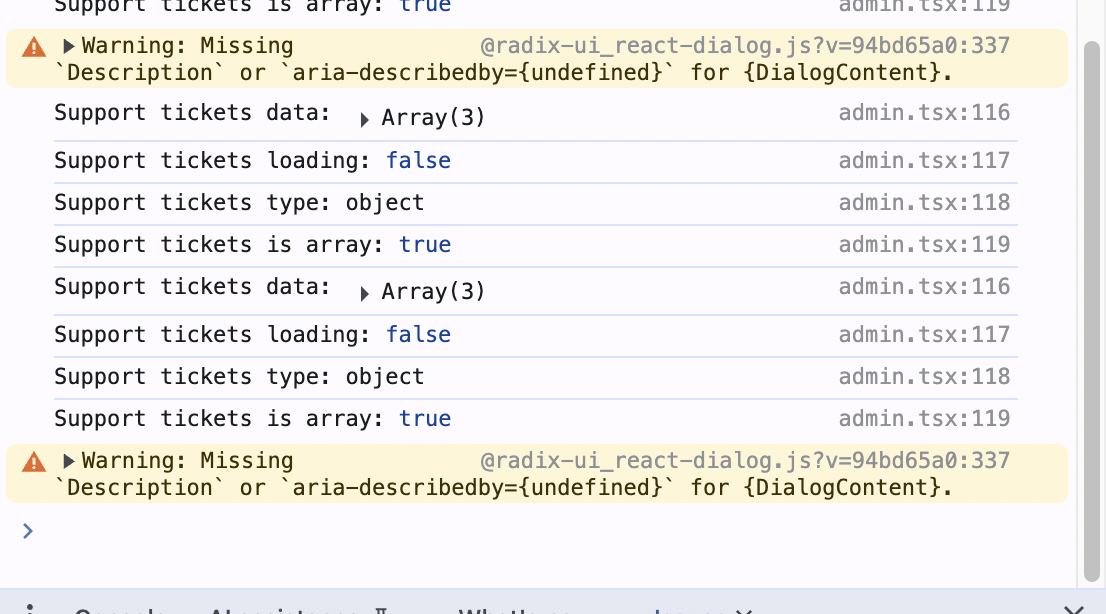 Support tickets is array: true admin.tsx:119
Warning: Missing @radix-ui_react-dialog.js?v=94bd65a0:337
`Description` or `aria-describedby={undefined}` for {DialogContent}.
Support tickets data: Array(3) admin.tsx:116
Support tickets loading: false admin.tsx:117
Support tickets type: object admin.tsx:118
Support tickets is array: true admin.tsx:119
Support tickets data: Array(3) admin.tsx:116
Support tickets loading: false admin.tsx:117
Support tickets type: object admin.tsx:118
Support tickets is array: true admin.tsx:119
Warning: Missing @radix-ui_react-dialog.js?v=94bd65a0:337
`Description` or `aria-describedby={undefined}` for {DialogContent}.